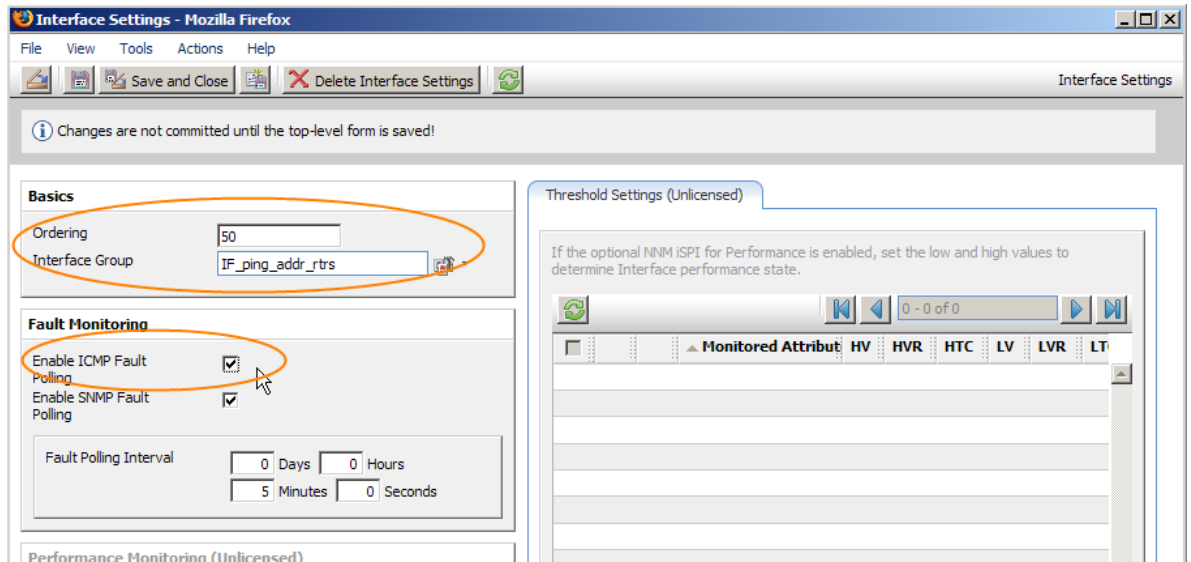 Interface Settings - Mozilla Firefox
File View Tools Actions Help
Save and Close Delete Interface Settings Interface Settings
Changes are not committed until the top-level form is saved!
Basics
Ordering 50
Interface Group IF_ping_addr_rtrs
Fault Monitoring
Enable ICMP Fault
Polling
Enable SNMP Fault
Polling
Fault Polling Interval 0 Days 0 Hours
5 Minutes 0 Seconds
Performance Monitoring (Unlicensed)
Threshold Settings (Unlicensed)
If the optional NNM iSPI for Performance is enabled, set the low and high values to
determine Interface performance state.
0 - 0 of 0
Monitored Attribut HV HVR HTC LV LVR LT